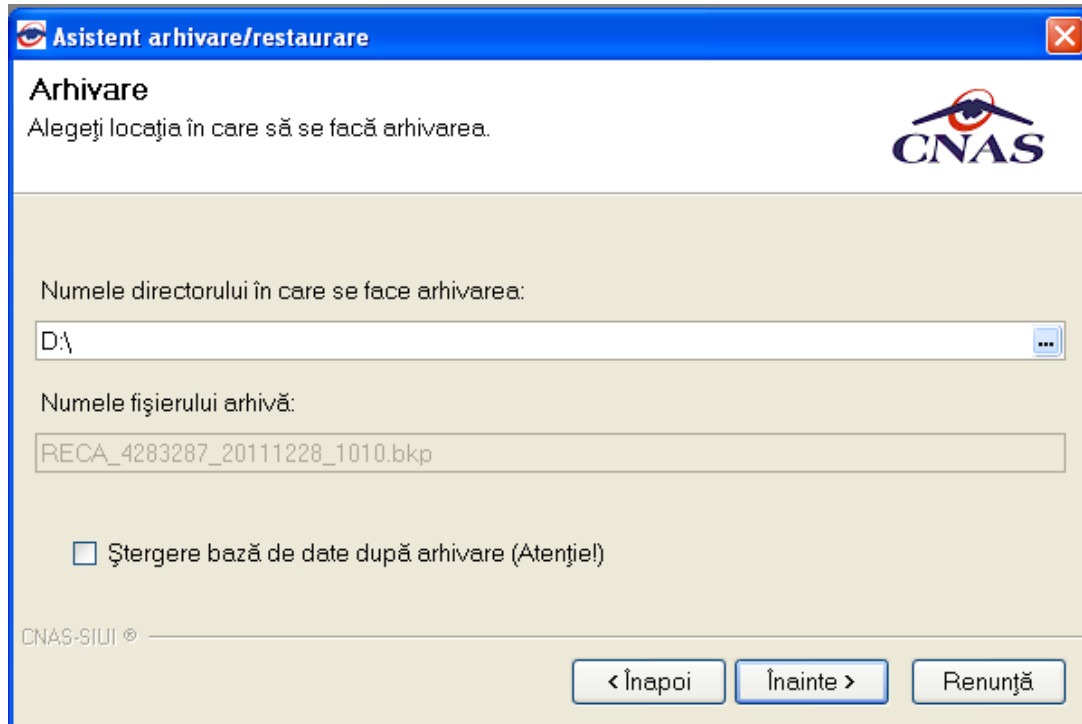 Asistent arhivare/restaurare
Arhivare
Alegeţi locaţia în care să se facă arhivarea.
CNAS
Numele directorului în care se face arhivarea:
D:\
...
Numele fişierului arhivă:
RECA_4283287_20111228_1010.bkp
Ştergere bază de date după arhivare (Atenţie!)
CNAS-SIUI ®
< Înapoi
Înainte >
Renunţă